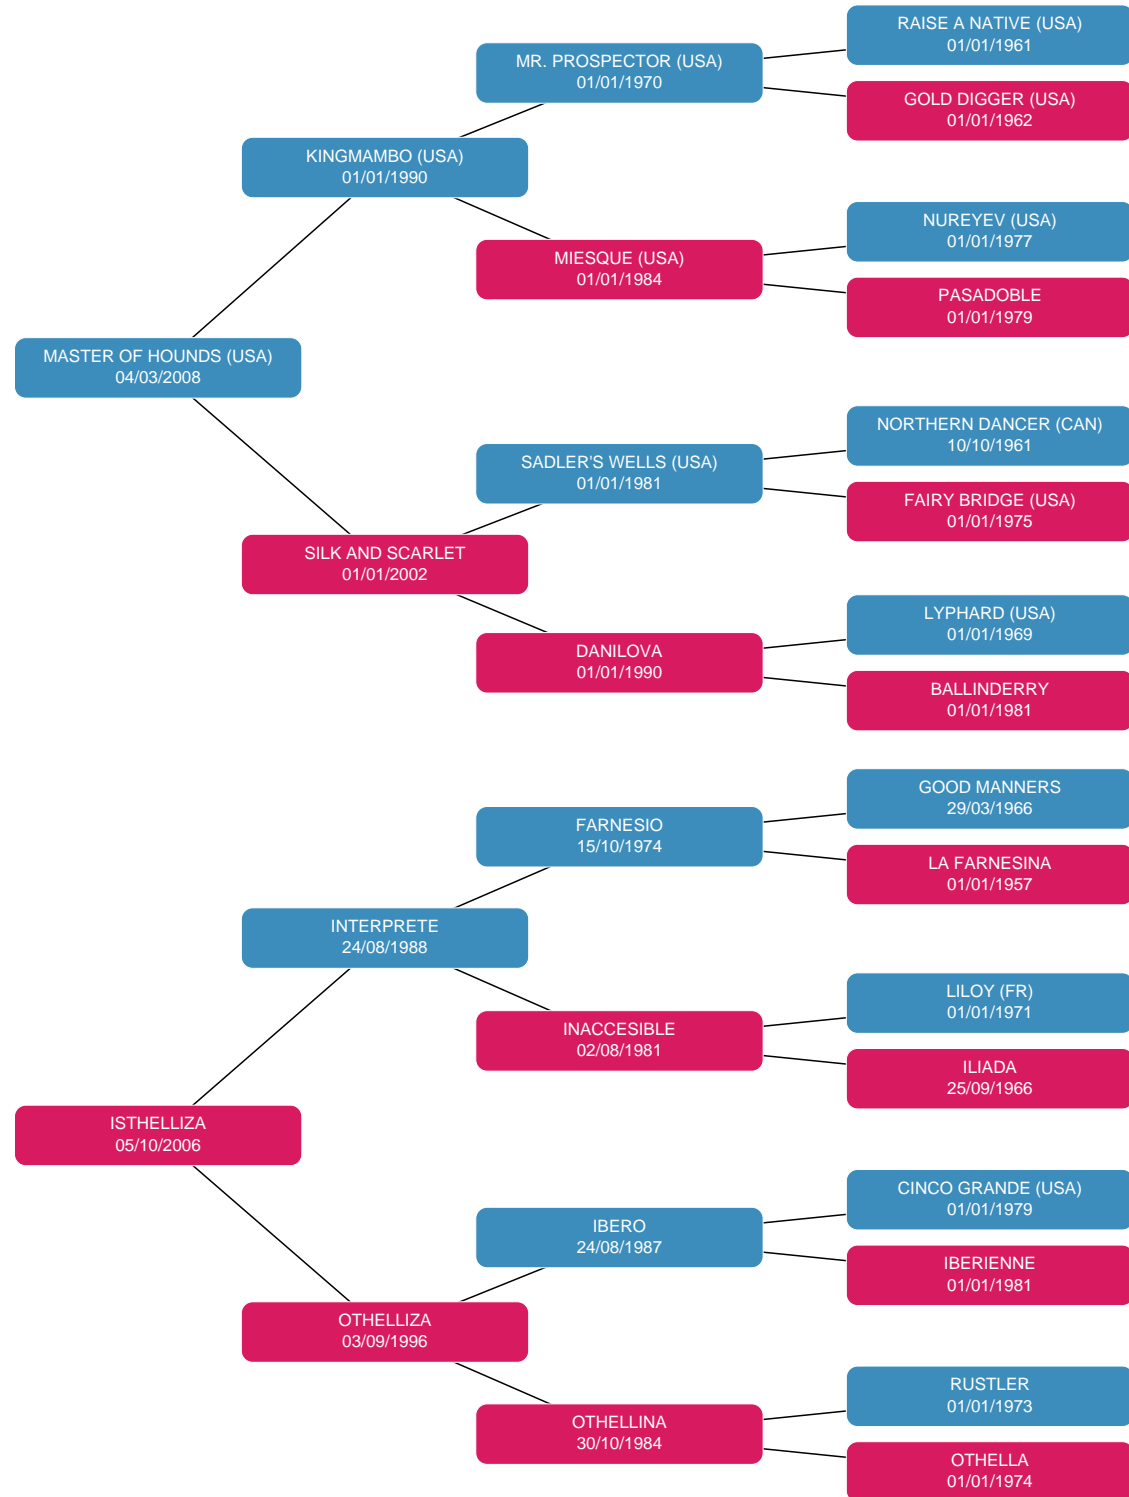 RAISE A NATIVE (USA)
01/01/1961
MR. PROSPECTOR (USA)
01/01/1970
GOLD DIGGER (USA)
01/01/1962
KINGMAMBO (USA)
01/01/1990
NUREYEV (USA)
01/01/1977
MIESQUE (USA)
01/01/1984
PASADOBLE
01/01/1979
MASTER OF HOUNDS (USA)
04/03/2008
NORTHERN DANCER (CAN)
10/10/1961
SADLER'S WELLS (USA)
01/01/1981
FAIRY BRIDGE (USA)
01/01/1975
SILK AND SCARLET
01/01/2002
LYPHARD (USA)
01/01/1969
DANILOVA
01/01/1990
BALLINDERRY
01/01/1981
GOOD MANNERS
29/03/1966
FARNESIO
15/10/1974
LA FARNESINA
01/01/1957
INTERPRETE
24/08/1988
LILOY (FR)
01/01/1971
INACCESIBLE
02/08/1981
ILIADA
25/09/1966
ISTHELLIZA
05/10/2006
CINCO GRANDE (USA)
01/01/1979
IBERO
24/08/1987
IBERIENNE
01/01/1981
OTHELLIZA
03/09/1996
RUSTLER
01/01/1973
OTHELLINA
30/10/1984
OTHELLA
01/01/1974